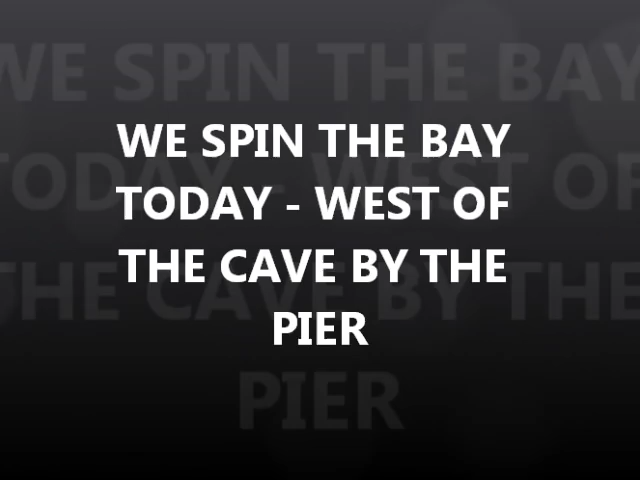 WE SPIN THE BAY
TODAY - WEST OF
THE CAVE BY THE
PIER